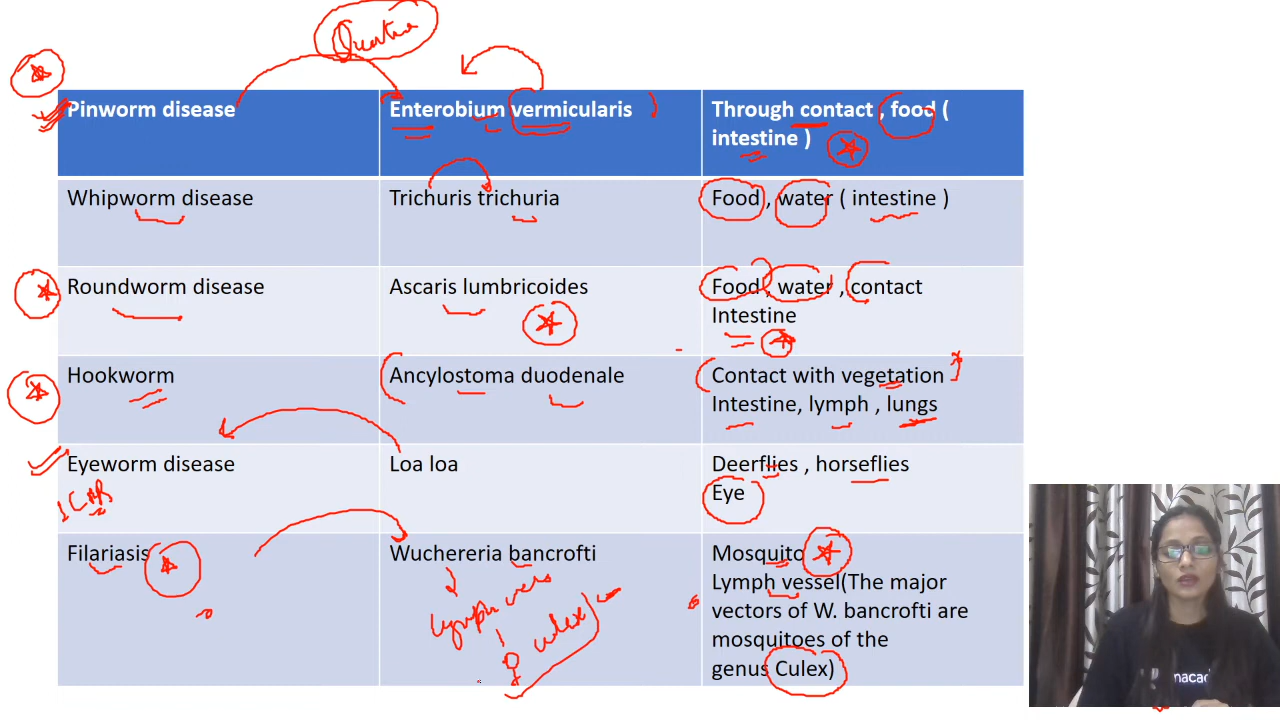 Question
Pinworm disease
Enterobium vermicularis
Through contact , food (
intestine )
Whipworm disease
Trichuris trichuria
Food , water ( intestine )
Roundworm disease
Ascaris lumbricoides
Food , water , contact
Intestine
Hookworm
Ancylostoma duodenale
Contact with vegetation
Intestine, lymph , lungs
Eyeworm disease
ICAR
Loa loa
Deerflies , horseflies
Eye
Filariasis
Wuchereria bancrofti
lymph vess
♀ culex
Mosquito
Lymph vessel(The major
vectors of W. bancrofti are
mosquitoes of the
genus Culex)
nacad